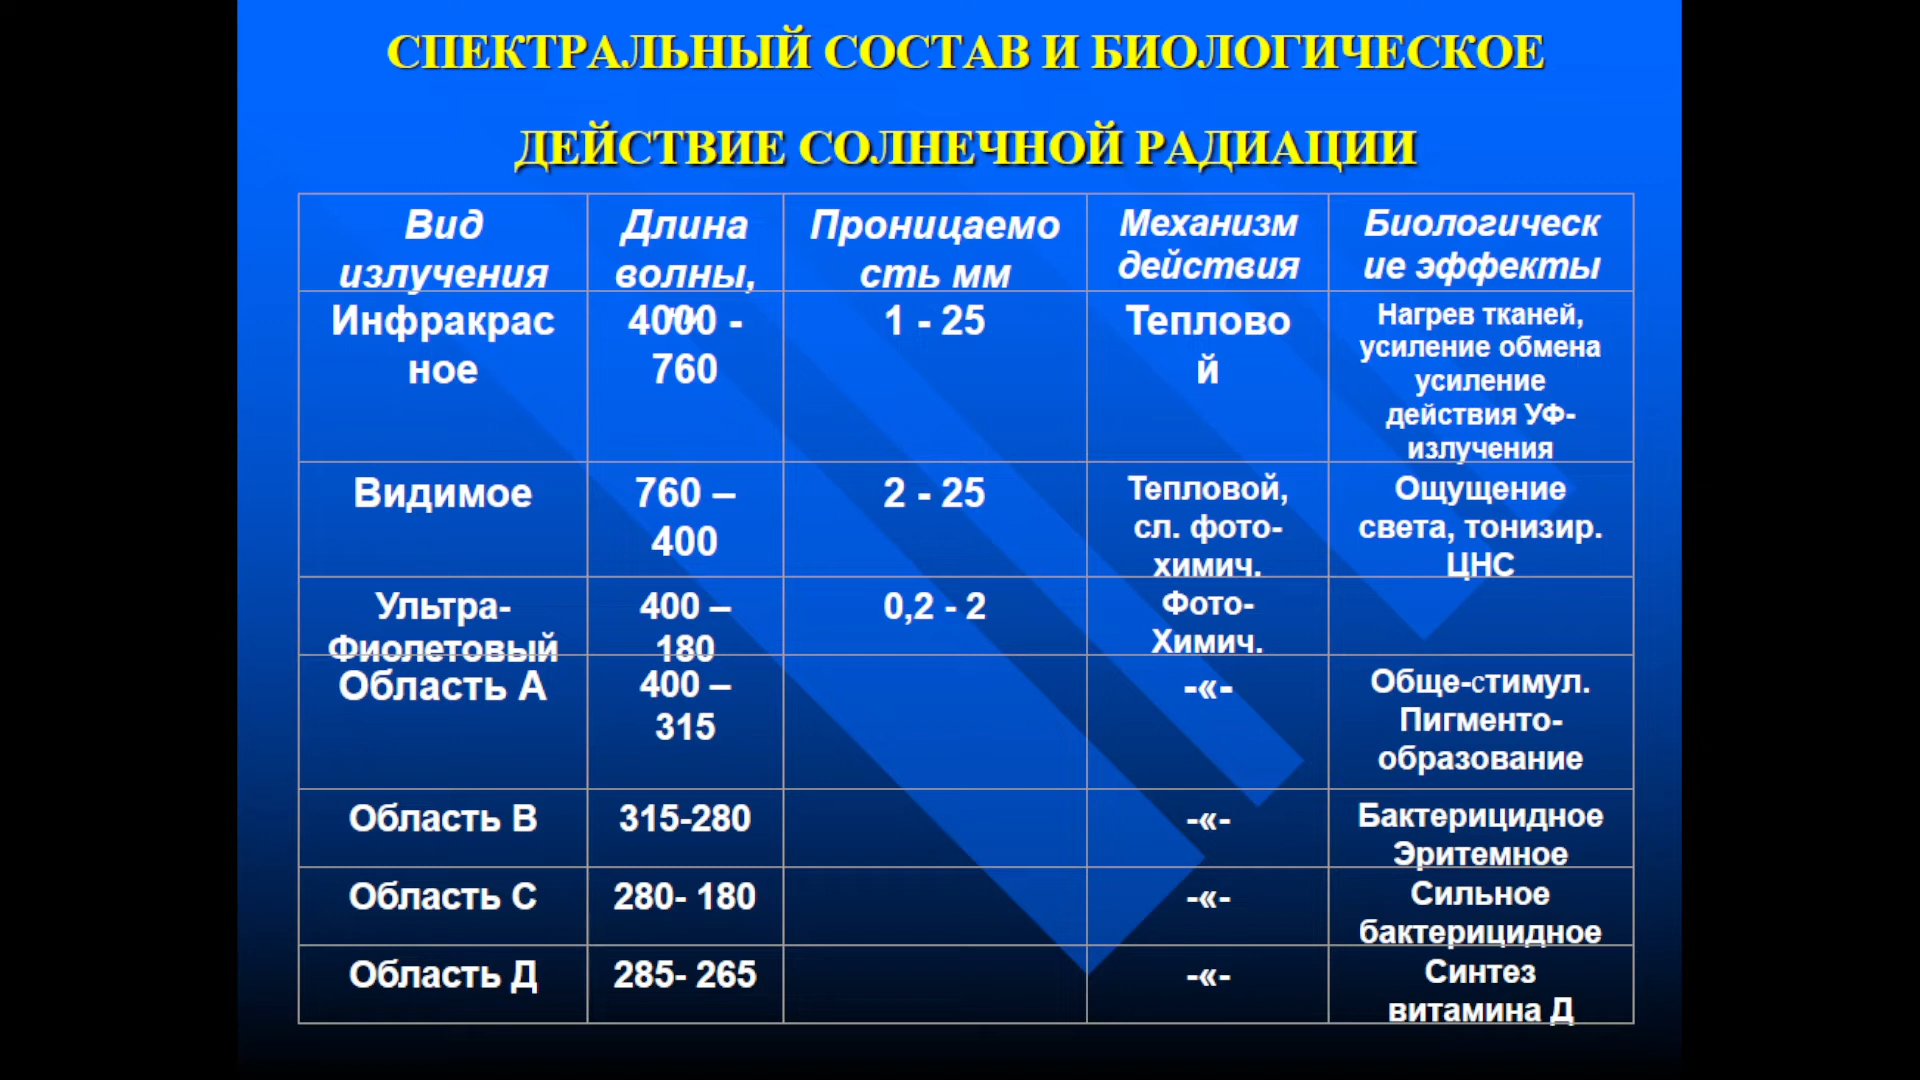 СПЕКТРАЛЬНЫЙ СОСТАВ И БИОЛОГИЧЕСКОЕ
ДЕЙСТВИЕ СОЛНЕЧНОЙ РАДИАЦИИ
Вид
излучения
Длина
волны,
Проницаемо
сть мм
Механизм
действия
Биологическ
ие эффекты
Инфракрас
ное
4000 -
760
1 - 25
Теплово
й
Нагрев тканей,
усиление обмена
усиление
действия УФ-
излучения
Видимое
760 –
400
2 - 25
Тепловой,
сл. фото-
химич.
Ощущение
света, тонизир.
ЦНС
Ультра-
Фиолетовый
400 –
180
0,2 - 2
Фото-
Химич.
Область А
400 –
315
-«-
Обще-стимул.
Пигменто-
образование
Область В
315-280
-«-
Бактерицидное
Эритемное
Область С
280- 180
-«-
Сильное
бактерицидное
Область Д
285- 265
-«-
Синтез
витамина Д